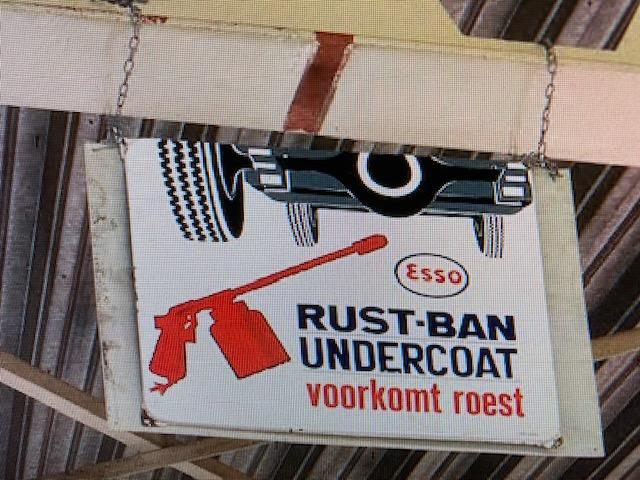 Esso
RUST-BAN
UNDERCOAT
voorkomt roest